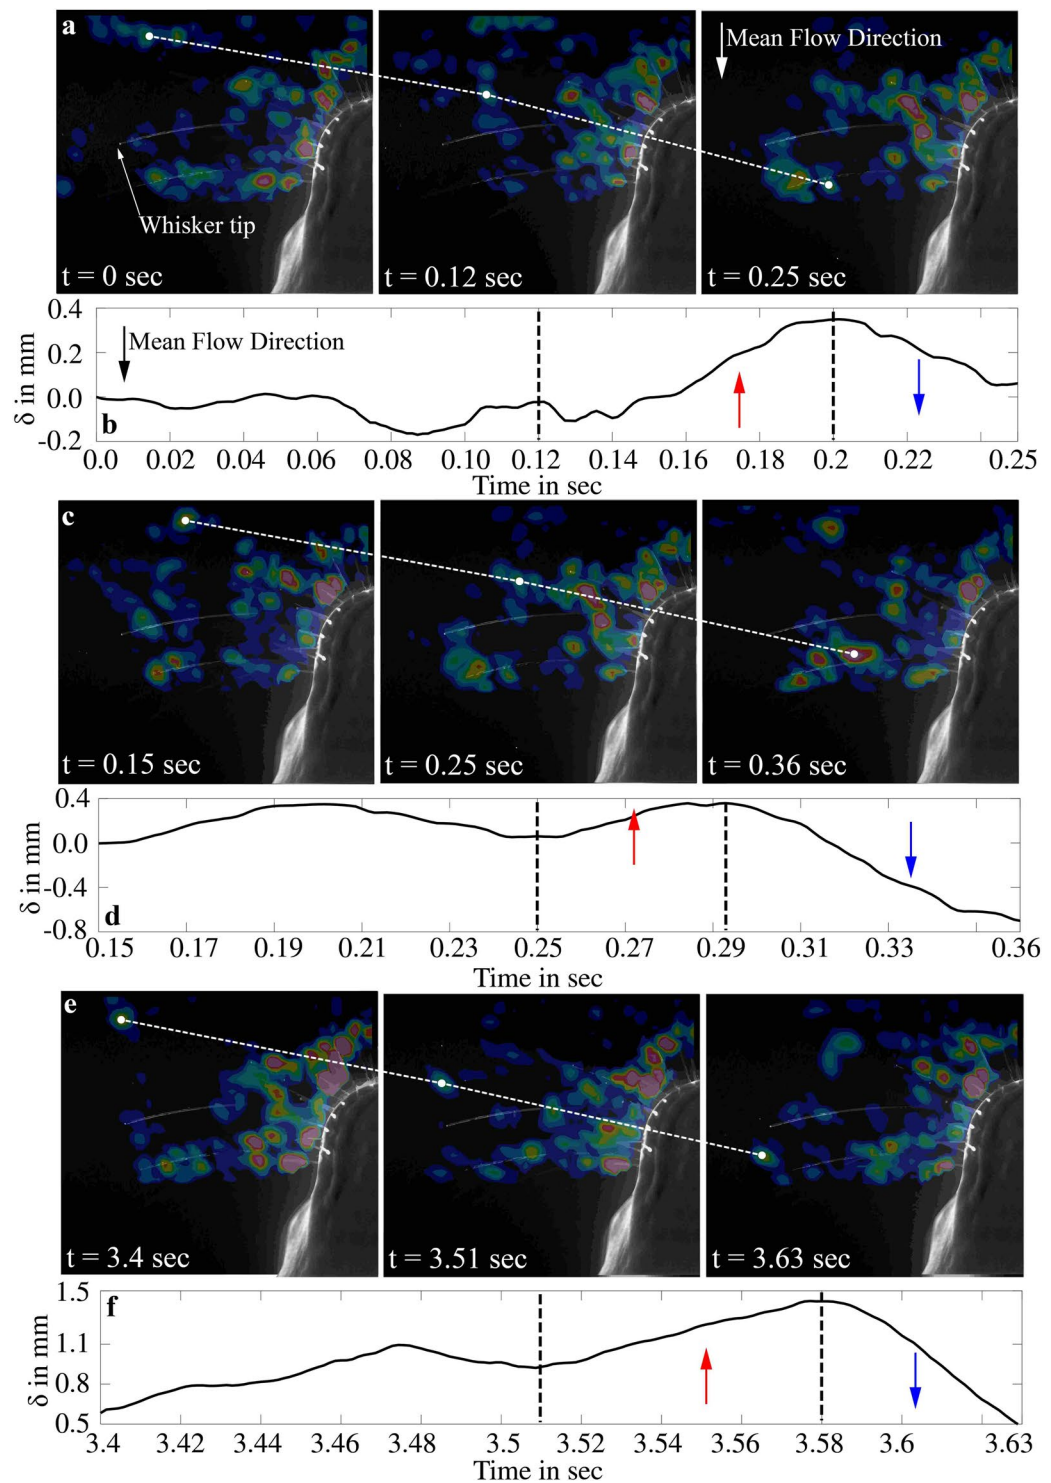 a
Mean Flow Direction
Whisker tip
t = 0 sec
t = 0.12 sec
t = 0.25 sec
0.4
0.2
0.0
-0.2
δ in mm
Mean Flow Direction
b
0.0 0.02 0.04 0.06 0.08 0.10 0.12 0.14 0.16 0.18 0.2 0.22 0.25
Time in sec
c
t = 0.15 sec
t = 0.25 sec
t = 0.36 sec
0.4
0.0
-0.4
-0.8
δ in mm
d
0.15 0.17 0.19 0.21 0.23 0.25 0.27 0.29 0.31 0.33 0.36
Time in sec
e
t = 3.4 sec
t = 3.51 sec
t = 3.63 sec
1.5
1.1
0.8
0.5
δ in mm
f
3.4 3.42 3.44 3.46 3.48 3.5 3.52 3.54 3.56 3.58 3.6 3.63
Time in sec